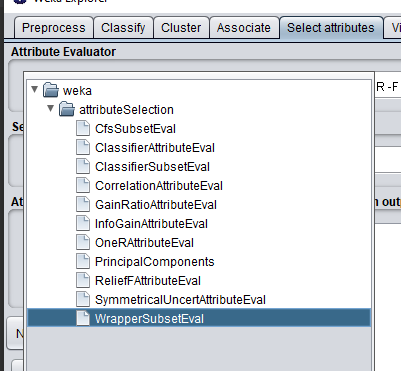 Weka Explorer
Preprocess Classify Cluster Associate Select attributes Vi
Attribute Evaluator
R -F
weka
attributeSelection
CfsSubsetEval
ClassifierAttributeEval
ClassifierSubsetEval
CorrelationAttributeEval
GainRatioAttributeEval
InfoGainAttributeEval
OneRAttributeEval
PrincipalComponents
ReliefFAttributeEval
SymmetricalUncertAttributeEval
WrapperSubsetEval
Se
At
n outp
N